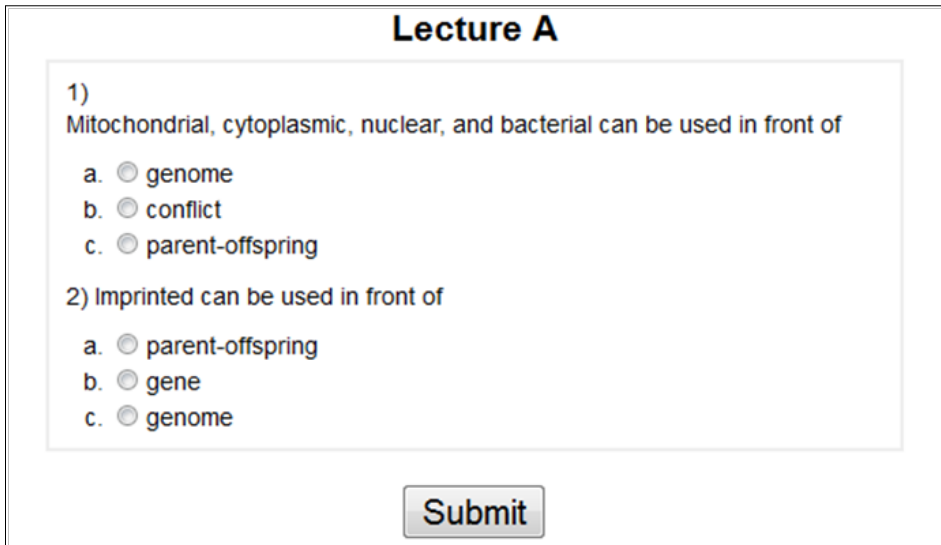 Lecture A
1)
Mitochondrial, cytoplasmic, nuclear, and bacterial can be used in front of
a. genome
b. conflict
c. parent-offspring
2) Imprinted can be used in front of
a. parent-offspring
b. gene
c. genome
Submit